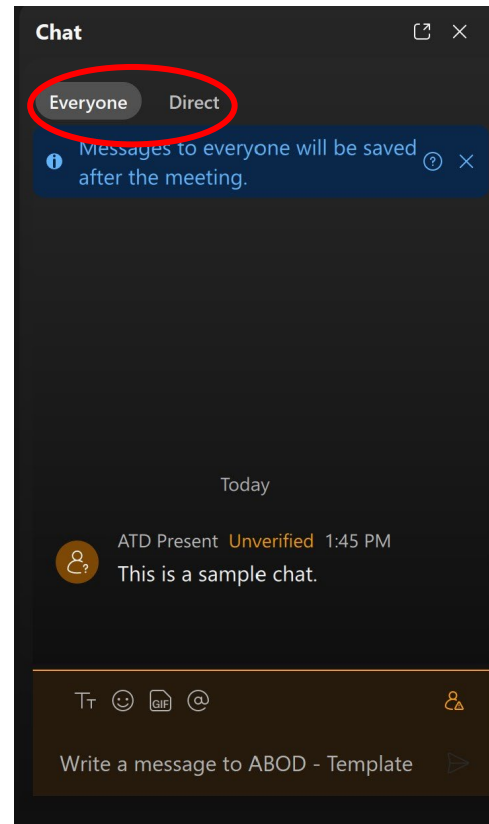 Chat
Everyone Direct
Messages to everyone will be saved
after the meeting.
Today
ATD Present Unverified 1:45 PM
This is a sample chat.
GIF
Write a message to ABOD - Template